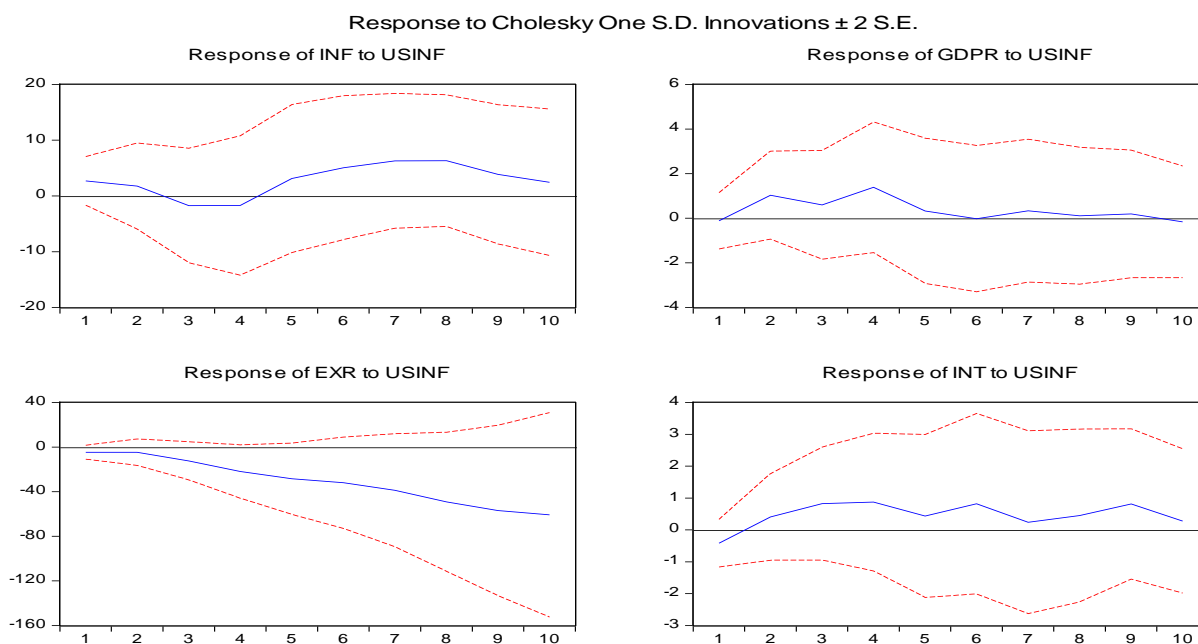 Response to Cholesky One S.D. Innovations ± 2 S.E.
Response of INF to USINF
20
10
0
-10
-20
1 2 3 4 5 6 7 8 9 10
Response of GDPR to USINF
6
4
2
0
-2
-4
1 2 3 4 5 6 7 8 9 10
Response of EXR to USINF
40
0
-40
-80
-120
-160
1 2 3 4 5 6 7 8 9 10
Response of INT to USINF
4
3
2
1
0
-1
-2
-3
1 2 3 4 5 6 7 8 9 10